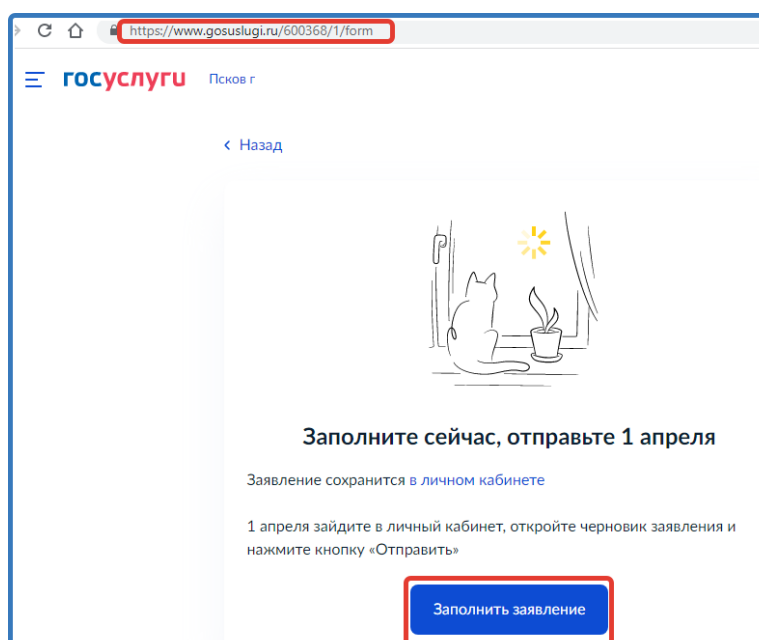 https://www.gosuslugi.ru/600368/1/form
госуслуги Псков г
Назад
Заполните сейчас, отправьте 1 апреля
Заявление сохранится в личном кабинете
1 апреля зайдите в личный кабинет, откройте черновик заявления и
нажмите кнопку «Отправить»
Заполнить заявление